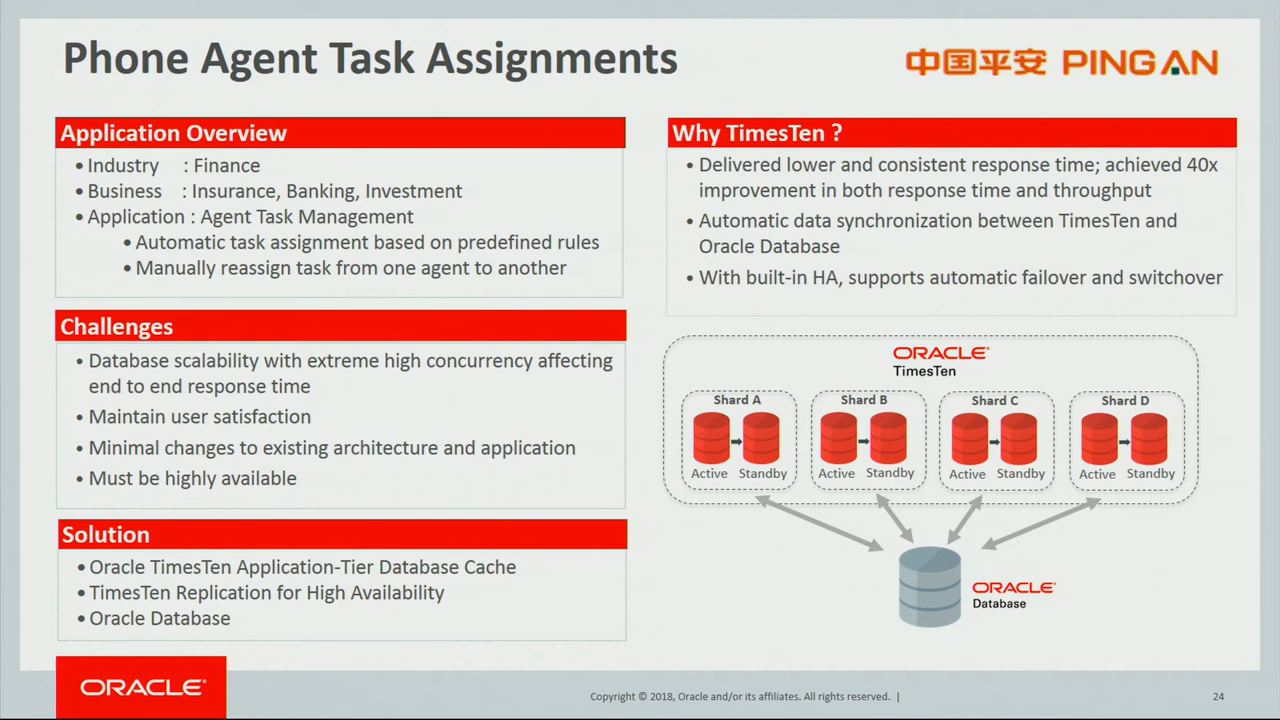 Phone Agent Task Assignments
中国平安 PING AN
Application Overview
• Industry : Finance
• Business : Insurance, Banking, Investment
• Application : Agent Task Management
• Automatic task assignment based on predefined rules
• Manually reassign task from one agent to another
Challenges
• Database scalability with extreme high concurrency affecting
end to end response time
• Maintain user satisfaction
• Minimal changes to existing architecture and application
• Must be highly available
Solution
• Oracle TimesTen Application-Tier Database Cache
• TimesTen Replication for High Availability
• Oracle Database
Why TimesTen ?
• Delivered lower and consistent response time; achieved 40x
improvement in both response time and throughput
• Automatic data synchronization between TimesTen and
Oracle Database
• With built-in HA, supports automatic failover and switchover
ORACLE®
TimesTen
Shard A
Shard B
Shard C
Shard D
Active Standby
Active Standby
Active Standby
Active Standby
ORACLE®
Database
ORACLE®
Copyright © 2018, Oracle and/or its affiliates. All rights reserved. |
24